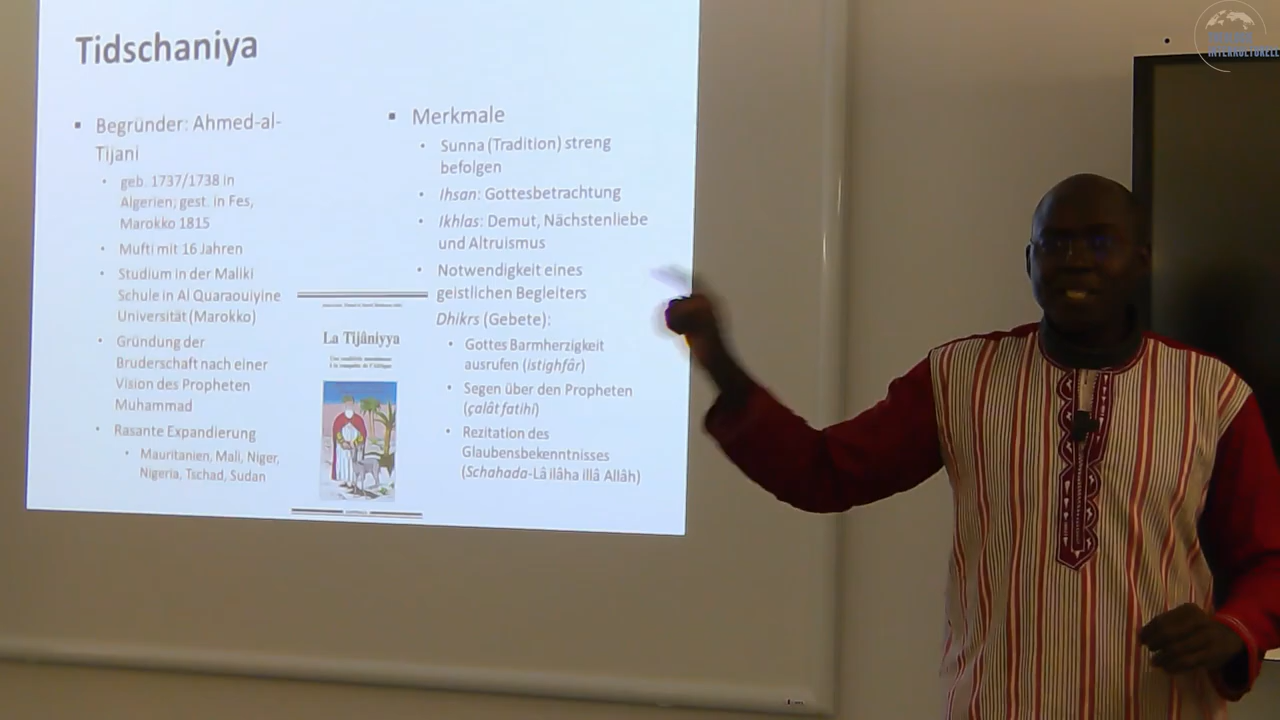 Tidschaniya
▪ Begründer: Ahmed-al-
Tijani
• geb. 1737/1738 in
Algerien; gest. in Fes,
Marokko 1815
• Mufti mit 16 Jahren
• Studium in der Maliki
Schule in Al Quaraouiyine
Universität (Marokko)
• Gründung der
Bruderschaft nach einer
Vision des Propheten
Muhammad
• Rasante Expandierung
• Mauritanien, Mali, Niger,
Nigeria, Tschad, Sudan
La Tijâniyya
▪ Merkmale
• Sunna (Tradition) streng
befolgen
• Ihsan: Gottesbetrachtung
• Ikhlas: Demut, Nächstenliebe
und Altruismus
• Notwendigkeit eines
geistlichen Begleiters
Dhikrs (Gebete):
• Gottes Barmherzigkeit
ausrufen (istighfâr)
• Segen über den Propheten
(çalât fatihi)
• Rezitation des
Glaubensbekenntnisses
(Schahada-Lâ ilâha illâ Allâh)